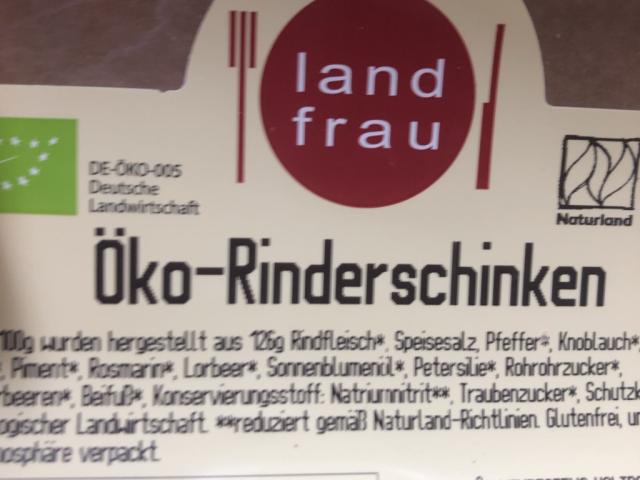 land
frau
DE-ÖKO-005
Deutsche
Landwirtschaft
Naturland
Öko-Rinderschinken
100g wurden hergestellt aus 126g Rindfleisch*, Speisesalz, Pfeffer*, Knoblauch*,
Piment*, Rosmarin*, Lorbeer*, Sonnenblumenöl*, Petersilie*, Rohrohrzucker*,
Beifuß*, Konservierungsstoff: Natriumnitrit**, Traubenzucker*,
Landwirtschaft. **reduziert gemäß Naturland-Richtlinien. Glutenfrei,
verpackt.